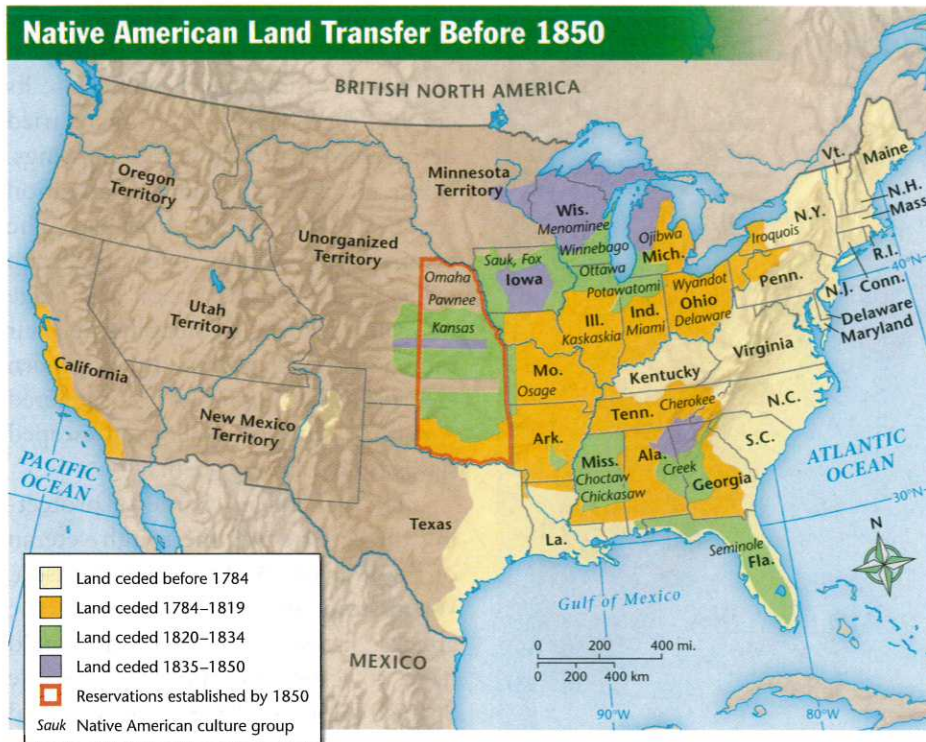 Native American Land Transfer Before 1850
BRITISH NORTH AMERICA
Oregon
Territory
Minnesota
Territory
Unorganized
Territory
Utah
Territory
California
New Mexico
Territory
Texas
PACIFIC
OCEAN
MEXICO
Omaha
Pawnee
Kansas
Wis.
Menominee
Winnebago
Sauk, Fox
Iowa
Ojibwa
Mich.
Ottawa
Potawatomi
Ill.
Kaskaskia
Ind.
Miami
Wyandot
Ohio
Delaware
Mo.
Osage
Ark.
Kentucky
Tenn.
Cherokee
Miss.
Choctaw
Chickasaw
Ala.
Creek
Georgia
La.
Seminole
Fla.
Vt.
Maine
N.H.
Mass
N.Y.
Iroquois
R.I.
40°N
Penn.
N.J.
Conn.
Delaware
Maryland
Virginia
N.C.
S.C.
ATLANTIC
OCEAN
30°N
N
Gulf of Mexico
0 200 400 mi.
0 200 400 km
90°W
80°W
Land ceded before 1784
Land ceded 1784–1819
Land ceded 1820–1834
Land ceded 1835–1850
Reservations established by 1850
Sauk Native American culture group